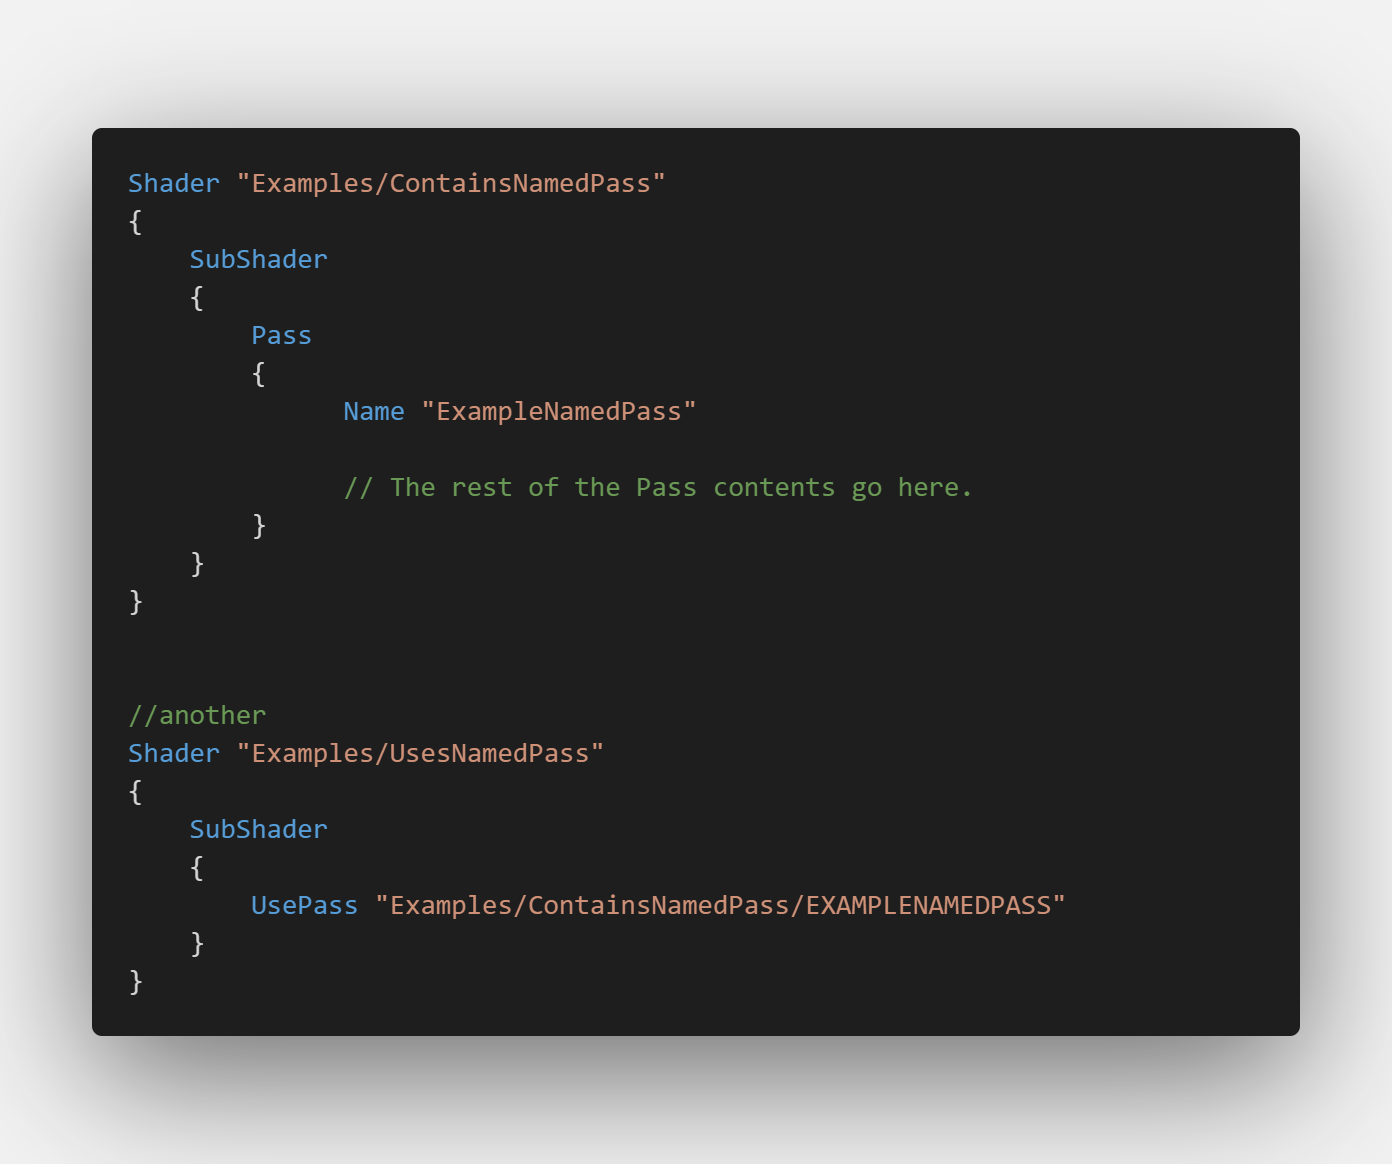 Shader "Examples/ContainsNamedPass"
{
    SubShader
    {
        Pass
        {
              Name "ExampleNamedPass"

              // The rest of the Pass contents go here.
        }
    }
}


//another
Shader "Examples/UsesNamedPass"
{
    SubShader
    {
        UsePass "Examples/ContainsNamedPass/EXAMPLENAMEDPASS"
    }
}